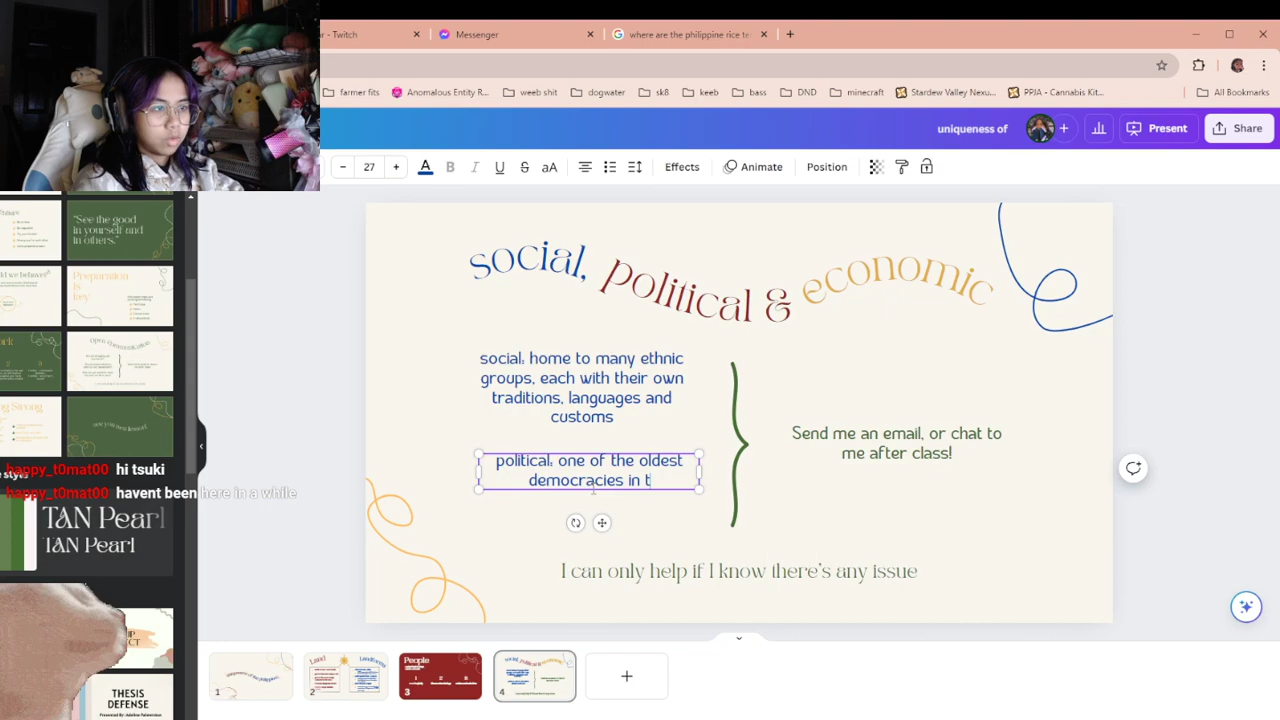 r - Twitch
Messenger
where are the philippine rice te
farmer fits
Anomalous Entity R...
weeb shit
dogwater
sk8
keeb
bass
DND
minecraft
Stardew Valley Nexu...
PPJA - Cannabis Kit...
All Bookmarks
uniqueness of
Present
Share
27
A B I U S aA
Effects
Animate
Position
"See the good
in yourself and
in others."
Preparation
is
key
social, political & economic
social: home to many ethnic
groups, each with their own
traditions, languages and
customs
political: one of the oldest
democracies in t
Send me an email, or chat to
me after class!
I can only help if I know there's any issue
happy_t0mat00 hi tsuki
happy_t0mat00 havent been here in a while
TAN Pearl
TAN Pearl
THESIS
DEFENSE
1
2
Land
3
People
4